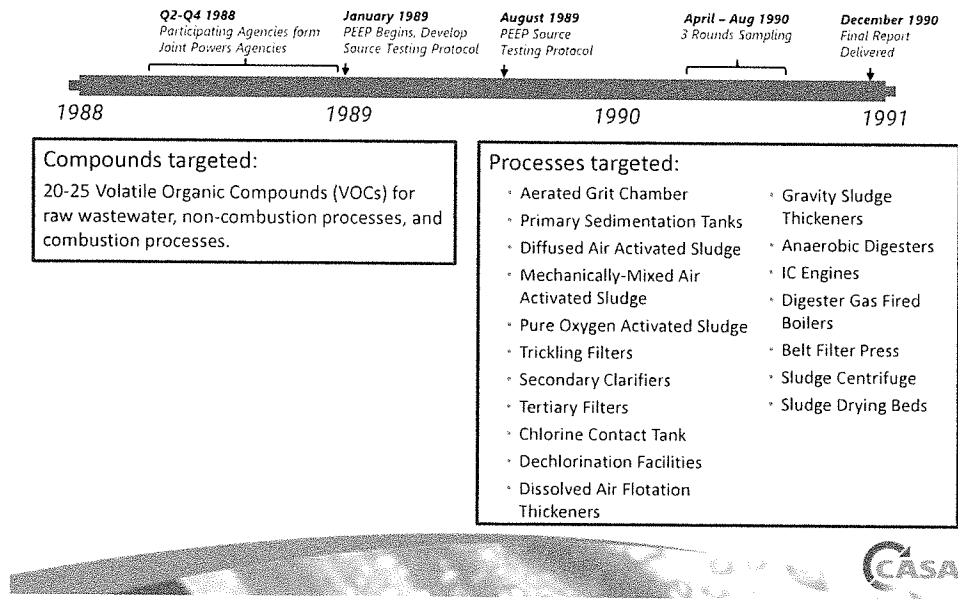 Q2-Q4 1988
Participating Agencies form
Joint Powers Agencies
January 1989
PEEP Begins, Develop
Source Testing Protocol
August 1989
PEEP Source
Testing Protocol
April – Aug 1990
3 Rounds Sampling
December 1990
Final Report
Delivered
1988
1989
1990
1991
Compounds targeted:
20-25 Volatile Organic Compounds (VOCs) for
raw wastewater, non-combustion processes, and
combustion processes.
Processes targeted:
• Aerated Grit Chamber
• Primary Sedimentation Tanks
• Diffused Air Activated Sludge
• Mechanically-Mixed Air
Activated Sludge
• Pure Oxygen Activated Sludge
• Trickling Filters
• Secondary Clarifiers
• Tertiary Filters
• Chlorine Contact Tank
• Dechlorination Facilities
• Dissolved Air Flotation
Thickeners
• Gravity Sludge
Thickeners
• Anaerobic Digesters
• IC Engines
• Digester Gas Fired
Boilers
• Belt Filter Press
• Sludge Centrifuge
• Sludge Drying Beds
CASA